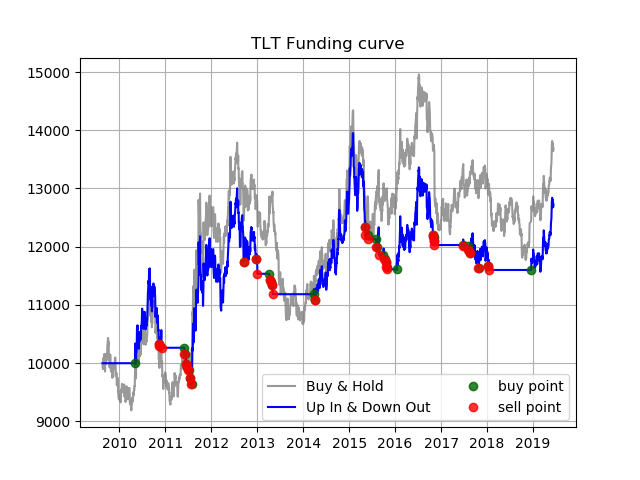 TLT Funding curve
15000
14000
13000
12000
11000
10000
9000
Buy & Hold
Up In & Down Out
buy point
sell point
2010 2011 2012 2013 2014 2015 2016 2017 2018 2019